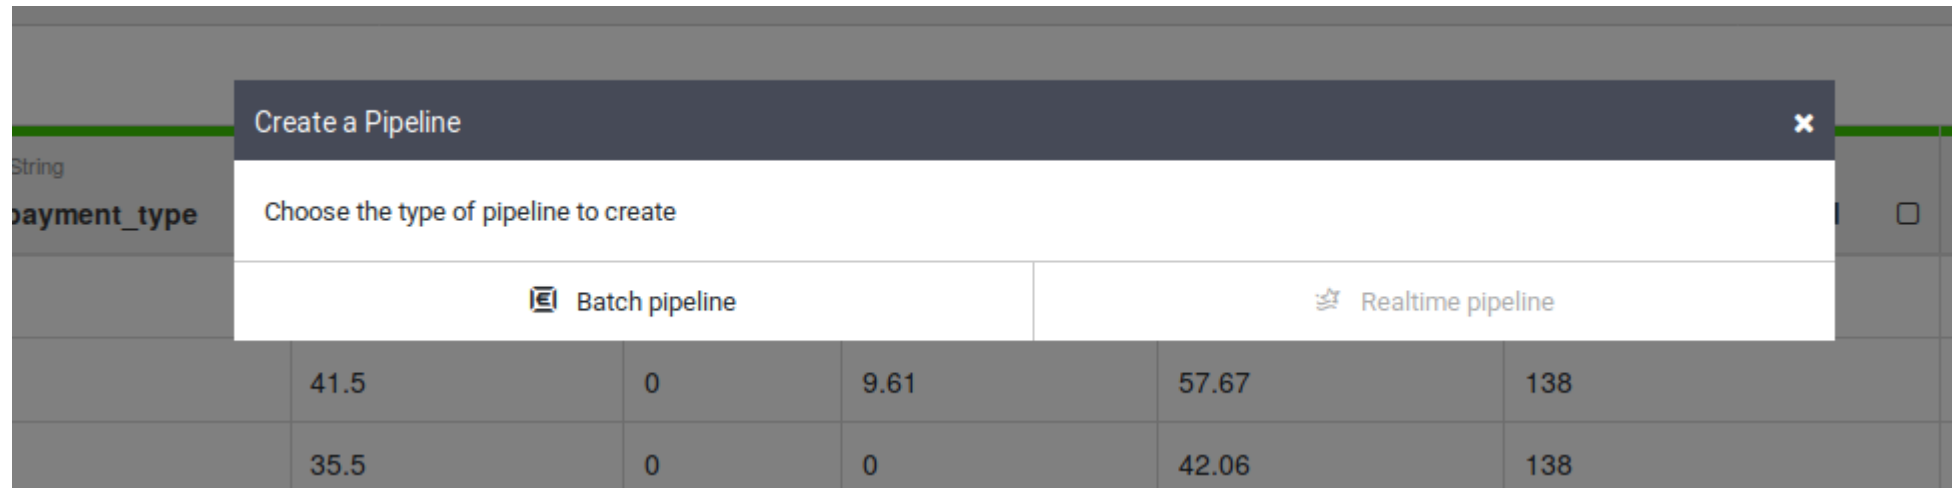 Create a Pipeline
String
payment_type
Choose the type of pipeline to create
Batch pipeline Realtime pipeline
41.5 0 9.61 57.67 138
35.5 0 0 42.06 138